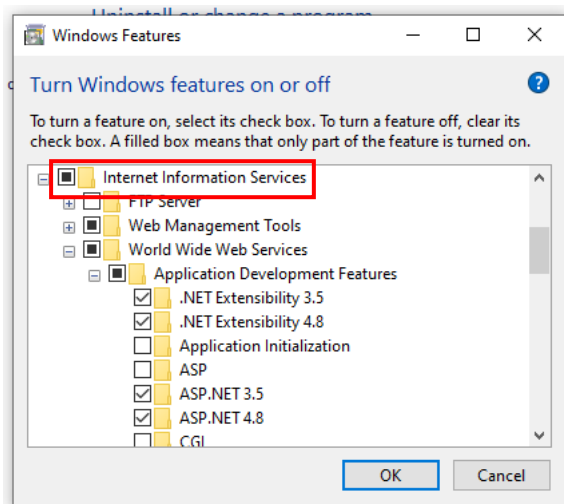 Uninstall or change a program
Windows Features
Turn Windows features on or off
?
To turn a feature on, select its check box. To turn a feature off, clear its
check box. A filled box means that only part of the feature is turned on.
Internet Information Services
FTP Server
Web Management Tools
World Wide Web Services
Application Development Features
.NET Extensibility 3.5
.NET Extensibility 4.8
Application Initialization
ASP
ASP.NET 3.5
ASP.NET 4.8
CGI
OK Cancel